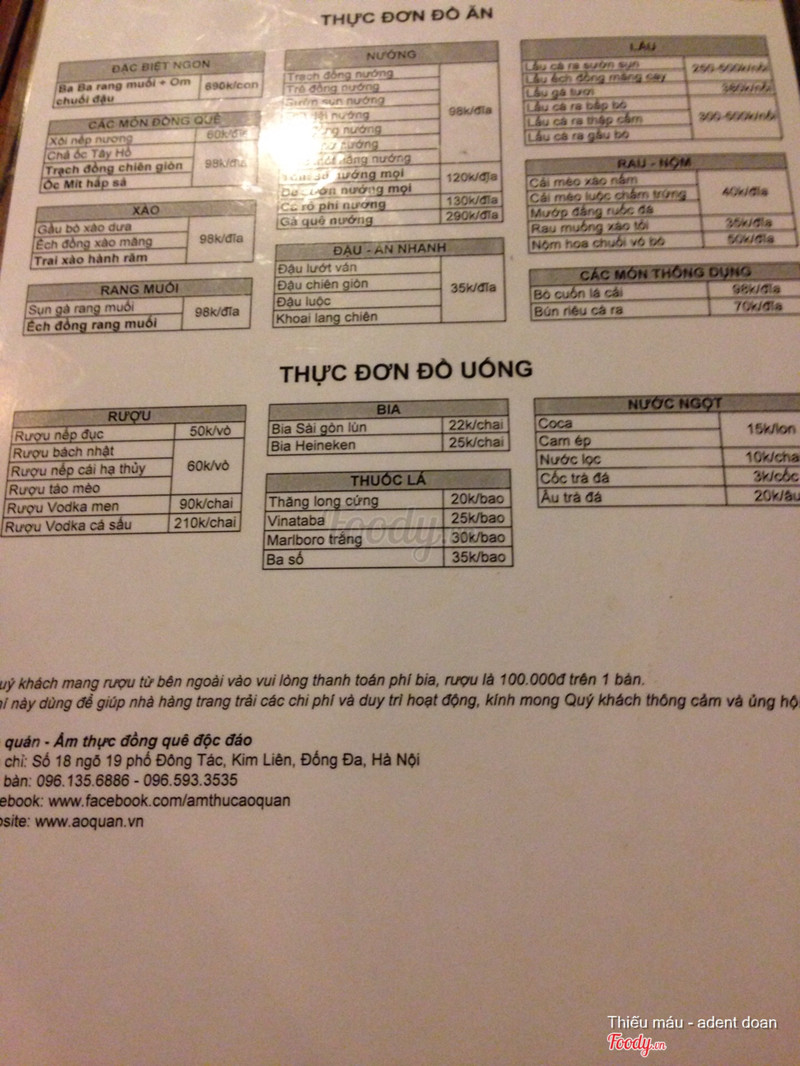 THỰC ĐƠN ĐỒ ĂN
ĐẶC BIỆT NGON
Ba Ba rang muối + Om chuối đậu 690k/con
CÁC MÓN ĐỒNG QUÊ
Xôi nếp nương 60k/đĩa
Chả ốc Tây Hồ
Trạch đồng chiên giòn 98k/đĩa
Ốc Mít hấp sả
XÀO
Gầu bò xào dưa
Ếch đồng xào măng 98k/đĩa
Trai xào hành răm
RANG MUỐI
Sụn gà rang muối 98k/đĩa
Ếch đồng rang muối
NƯỚNG
Trạch đồng nướng
Trê đồng nướng
sụn nướng
nướng
nướng 98k/đĩa
nướng
nướng
nướng mọi 120k/đĩa
nướng mọi
Cá rô phi nướng 130k/đĩa
Gà quê nướng 290k/đĩa
ĐẬU - ĂN NHANH
Đậu lướt ván
Đậu chiên giòn
Đậu luộc 35k/đĩa
Khoai lang chiên
LẨU
Lẩu cá ra sườn sụn
Lẩu ếch đồng măng cay
Lẩu gà tươi
Lẩu cá ra bắp bò
Lẩu cá ra thập cẩm
Lẩu cá ra gầu bò
RAU - NỘM
Cải mèo xào nấm
Cải mèo luộc chấm trứng 40k/đĩa
Mướp đắng ruốc đá
Rau muống xào tỏi 35k/đĩa
Nộm hoa chuối vó bò 50k/đĩa
CÁC MÓN THÔNG DỤNG
Bò cuốn lá cải 98k/đĩa
Bún riêu cá ra 70k/đĩa
THỰC ĐƠN ĐỒ UỐNG
RƯỢU
Rượu nếp đục 50k/vò
Rượu bách nhật
Rượu nếp cái hạ thủy 60k/vò
Rượu táo mèo
Rượu Vodka men 90k/chai
Rượu Vodka cá sấu 210k/chai
BIA
Bia Sài gòn lùn 22k/chai
Bia Heineken 25k/chai
THUỐC LÁ
Thăng long cứng 20k/bao
Vinataba 25k/bao
Marlboro trắng 30k/bao
Ba số 35k/bao
NƯỚC NGỌT
Coca
Cam ép 15k/lon
Nước lọc 10k/cha
Cốc trà đá 3k/cốc
Âu trà đá 20k/âu
uý khách mang rượu từ bên ngoài vào vui lòng thanh toán phí bia, rượu là 100.000đ trên 1 bàn.
í này dùng để giúp nhà hàng trang trải các chi phí và duy trì hoạt động, kính mong Quý khách thông cảm và ủng hộ
quán - Ẩm thực đồng quê độc đáo
chỉ: Số 18 ngõ 19 phố Đông Tác, Kim Liên, Đống Đa, Hà Nội
bàn: 096.135.6886 - 096.593.3535
ebook: www.facebook.com/amthucaoquan
site: www.aoquan.vn
foody.
Thiếu máu - adent doan
Foody.vn